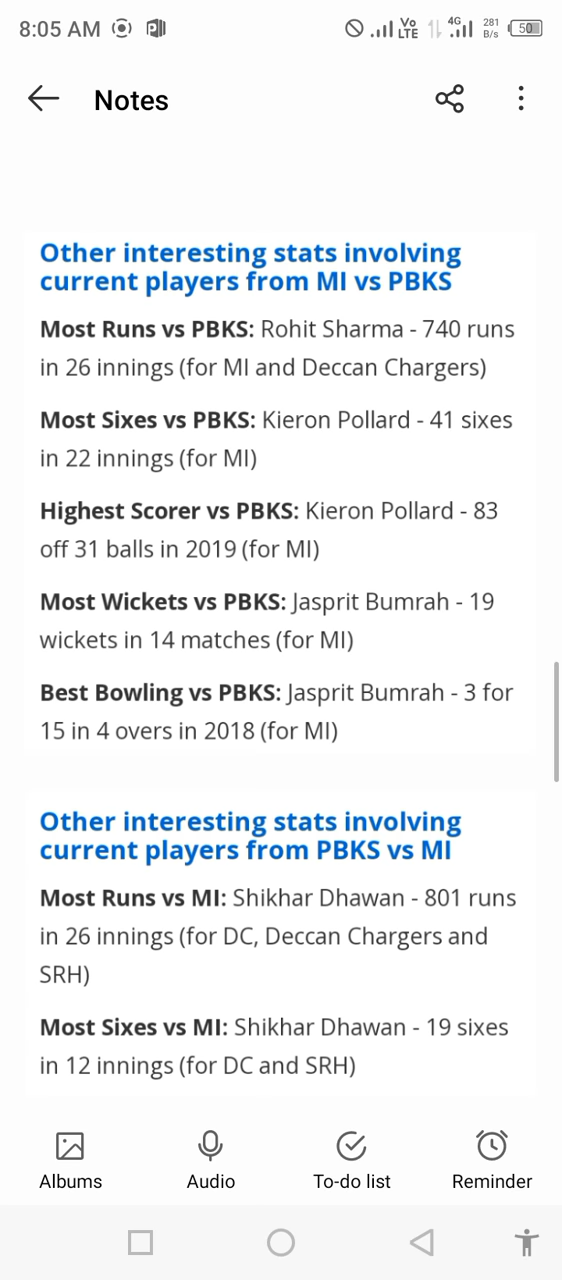 8:05 AM
Vo LTE 4G 281 B/s 50
Notes
Other interesting stats involving
current players from MI vs PBKS
Most Runs vs PBKS: Rohit Sharma - 740 runs
in 26 innings (for MI and Deccan Chargers)
Most Sixes vs PBKS: Kieron Pollard - 41 sixes
in 22 innings (for MI)
Highest Scorer vs PBKS: Kieron Pollard - 83
off 31 balls in 2019 (for MI)
Most Wickets vs PBKS: Jasprit Bumrah - 19
wickets in 14 matches (for MI)
Best Bowling vs PBKS: Jasprit Bumrah - 3 for
15 in 4 overs in 2018 (for MI)
Other interesting stats involving
current players from PBKS vs MI
Most Runs vs MI: Shikhar Dhawan - 801 runs
in 26 innings (for DC, Deccan Chargers and
SRH)
Most Sixes vs MI: Shikhar Dhawan - 19 sixes
in 12 innings (for DC and SRH)
Albums Audio To-do list Reminder